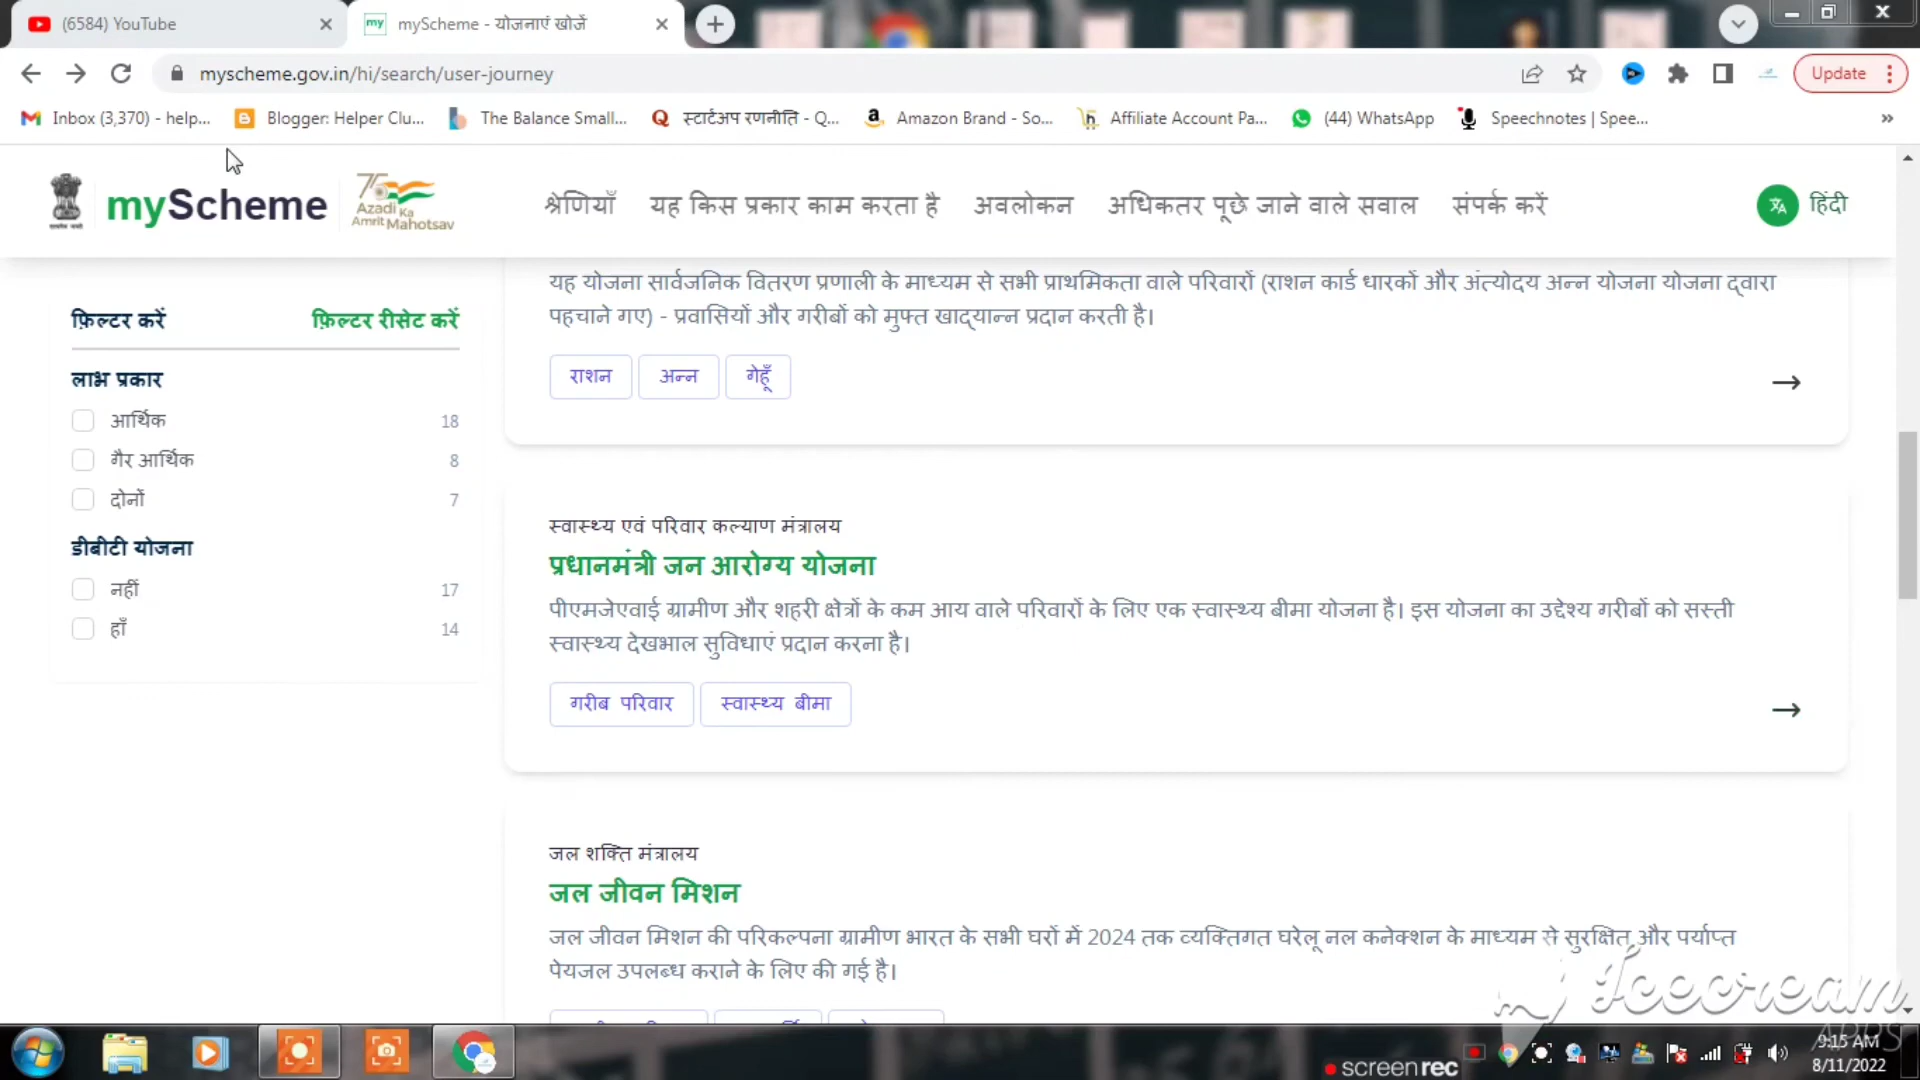 (6584) YouTube
myScheme - योजनाएं खोजें
myscheme.gov.in/hi/search/user-journey
Update
Inbox (3,370) - help...
Blogger: Helper Clu...
The Balance Small...
स्टार्टअप रणनीति - Q...
Amazon Brand - So...
Affiliate Account Pa...
(44) WhatsApp
Speechnotes | Spee...
myScheme
Azadi Ka
Amrit Mahotsav
श्रेणियाँ
यह किस प्रकार काम करता है
अवलोकन
अधिकतर पूछे जाने वाले सवाल
संपर्क करें
हिंदी
फ़िल्टर करें
फ़िल्टर रीसेट करें
लाभ प्रकार
आर्थिक 18
गैर आर्थिक 8
दोनों 7
डीबीटी योजना
नहीं 17
हाँ 14
यह योजना सार्वजनिक वितरण प्रणाली के माध्यम से सभी प्राथमिकता वाले परिवारों (राशन कार्ड धारकों और अंत्योदय अन्न योजना योजना द्वारा
पहचाने गए) - प्रवासियों और गरीबों को मुफ्त खाद्यान्न प्रदान करती है।
राशन
अन्न
गेहूँ
स्वास्थ्य एवं परिवार कल्याण मंत्रालय
प्रधानमंत्री जन आरोग्य योजना
पीएमजेएवाई ग्रामीण और शहरी क्षेत्रों के कम आय वाले परिवारों के लिए एक स्वास्थ्य बीमा योजना है। इस योजना का उद्देश्य गरीबों को सस्ती
स्वास्थ्य देखभाल सुविधाएं प्रदान करना है।
गरीब परिवार
स्वास्थ्य बीमा
जल शक्ति मंत्रालय
जल जीवन मिशन
जल जीवन मिशन की परिकल्पना ग्रामीण भारत के सभी घरों में 2024 तक व्यक्तिगत घरेलू नल कनेक्शन के माध्यम से सुरक्षित और पर्याप्त
पेयजल उपलब्ध कराने के लिए की गई है।
Icecream
APPS
screenrec
9:15 AM
8/11/2022